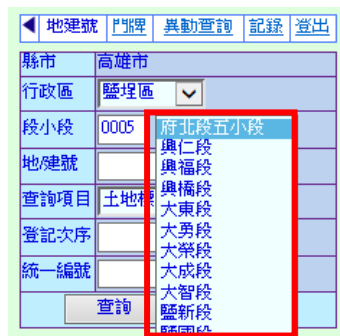 ◀ 地建號 門牌 異動查詢 記錄 登出
縣市 高雄市
行政區 鹽埕區
段小段 0005 府北段五小段
興仁段
興福段
地/建號 興橋段
大東段
查詢項目 土地標
大勇段
登記次序 大榮段
大成段
統一編號 大智段
查詢 鹽新段
鹽國段